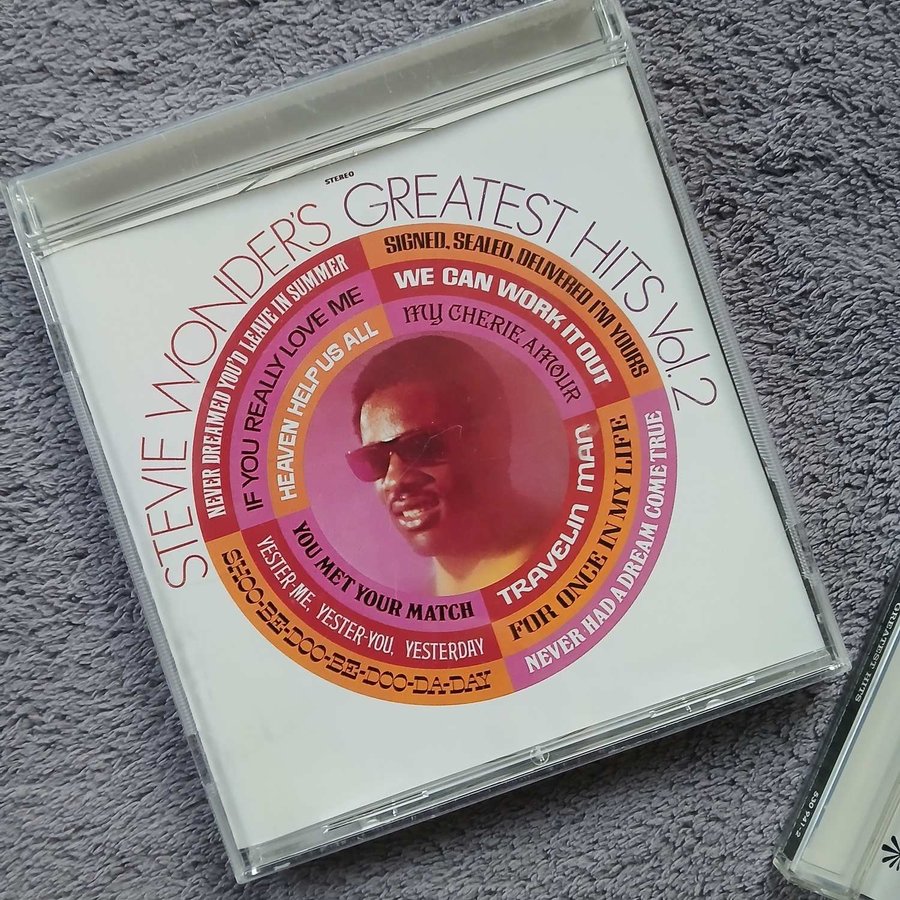 STEREO
STEVIE WONDER'S GREATEST HITS Vol. 2
SIGNED, SEALED, DELIVERED I'M YOURS
WE CAN WORK IT OUT
MY CHERIE AMOUR
NEVER DREAMED YOU'D LEAVE IN SUMMER
IF YOU REALLY LOVE ME
HEAVEN HELP US ALL
TRAVELIN MAN
FOR ONCE IN MY LIFE
NEVER HAD A DREAM COME TRUE
YOU MET YOUR MATCH
YESTER-ME, YESTER-YOU, YESTERDAY
SHOO-BE-DOO-BE-DOO-DA-DAY
GREATEST HITS
530 941-2